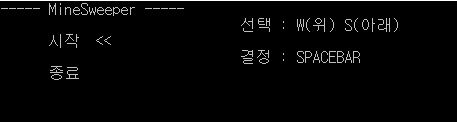 ----- MineSweeper -----
선택 : W(위) S(아래)
시작 <<
결정 : SPACEBAR
종료